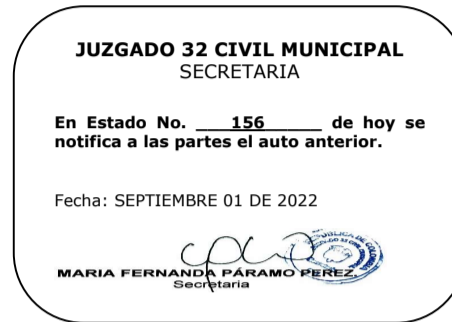 JUZGADO 32 CIVIL MUNICIPAL
SECRETARIA
En Estado No. 156 de hoy se
notifica a las partes el auto anterior.
Fecha: SEPTIEMBRE 01 DE 2022
MARIA FERNANDA PÁRAMO PEREZ
Secretaria